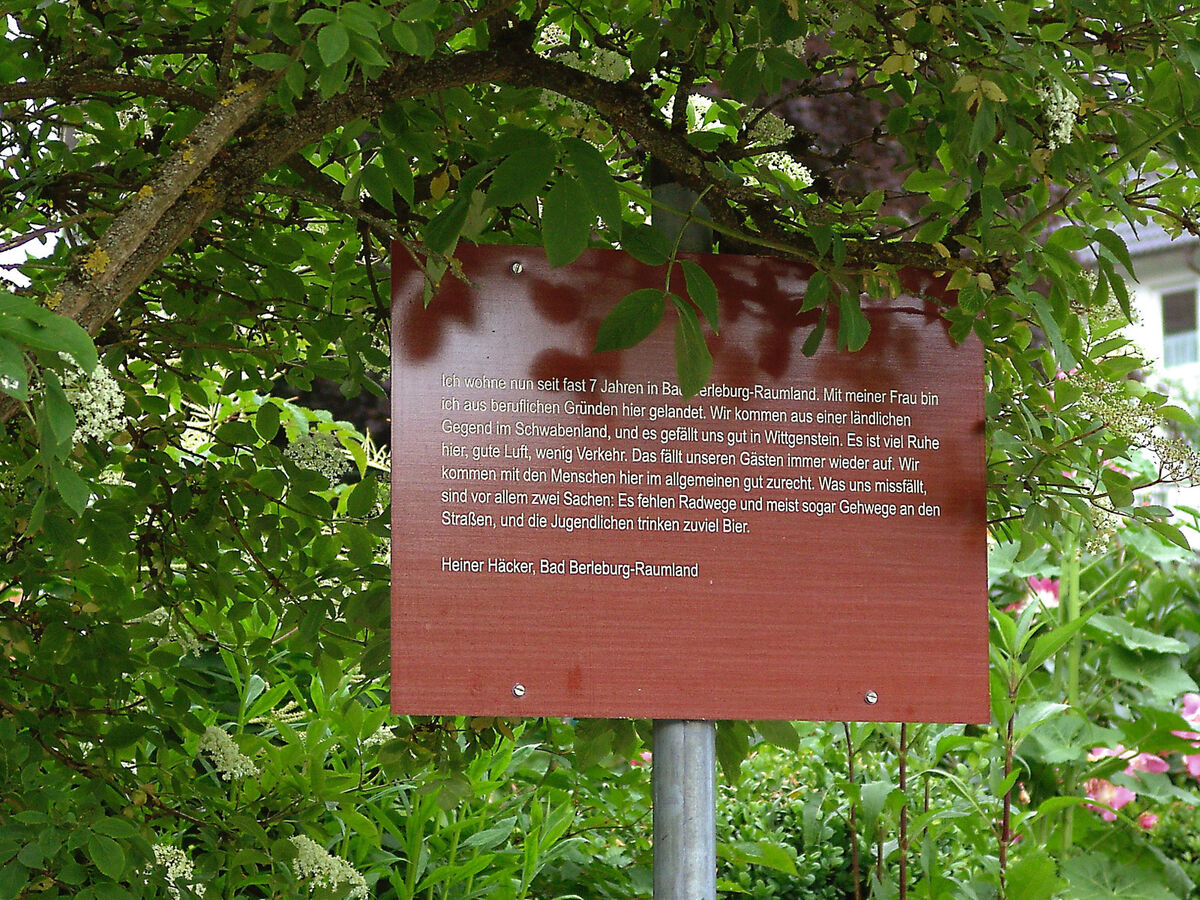 Ich wohne nun seit fast 7 Jahren in Bad Berleburg-Raumland. Mit meiner Frau bin
ich aus beruflichen Gründen hier gelandet. Wir kommen aus einer ländlichen
Gegend im Schwabenland, und es gefällt uns gut in Wittgenstein. Es ist viel Ruhe
hier, gute Luft, wenig Verkehr. Das fällt unseren Gästen immer wieder auf. Wir
kommen mit den Menschen hier im allgemeinen gut zurecht. Was uns missfällt,
sind vor allem zwei Sachen: Es fehlen Radwege und meist sogar Gehwege an den
Straßen, und die Jugendlichen trinken zuviel Bier.
Heiner Häcker, Bad Berleburg-Raumland